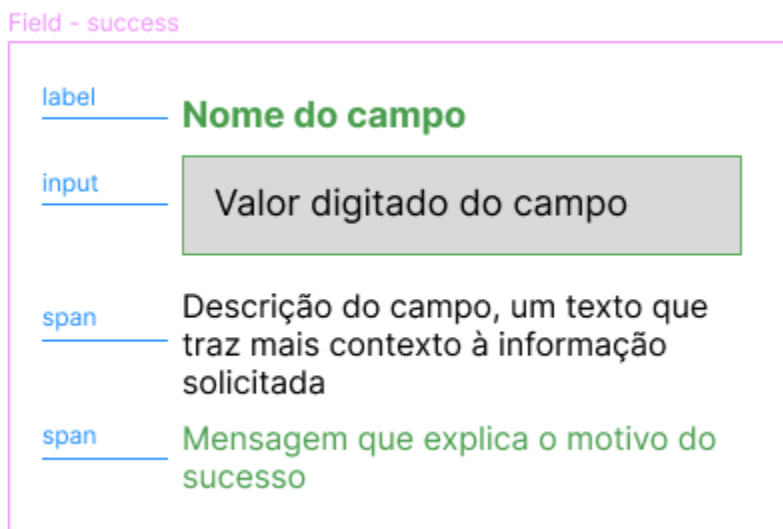 Field - success
label
Nome do campo
input
Valor digitado do campo
span
Descrição do campo, um texto que
traz mais contexto à informação
solicitada
span
Mensagem que explica o motivo do
sucesso